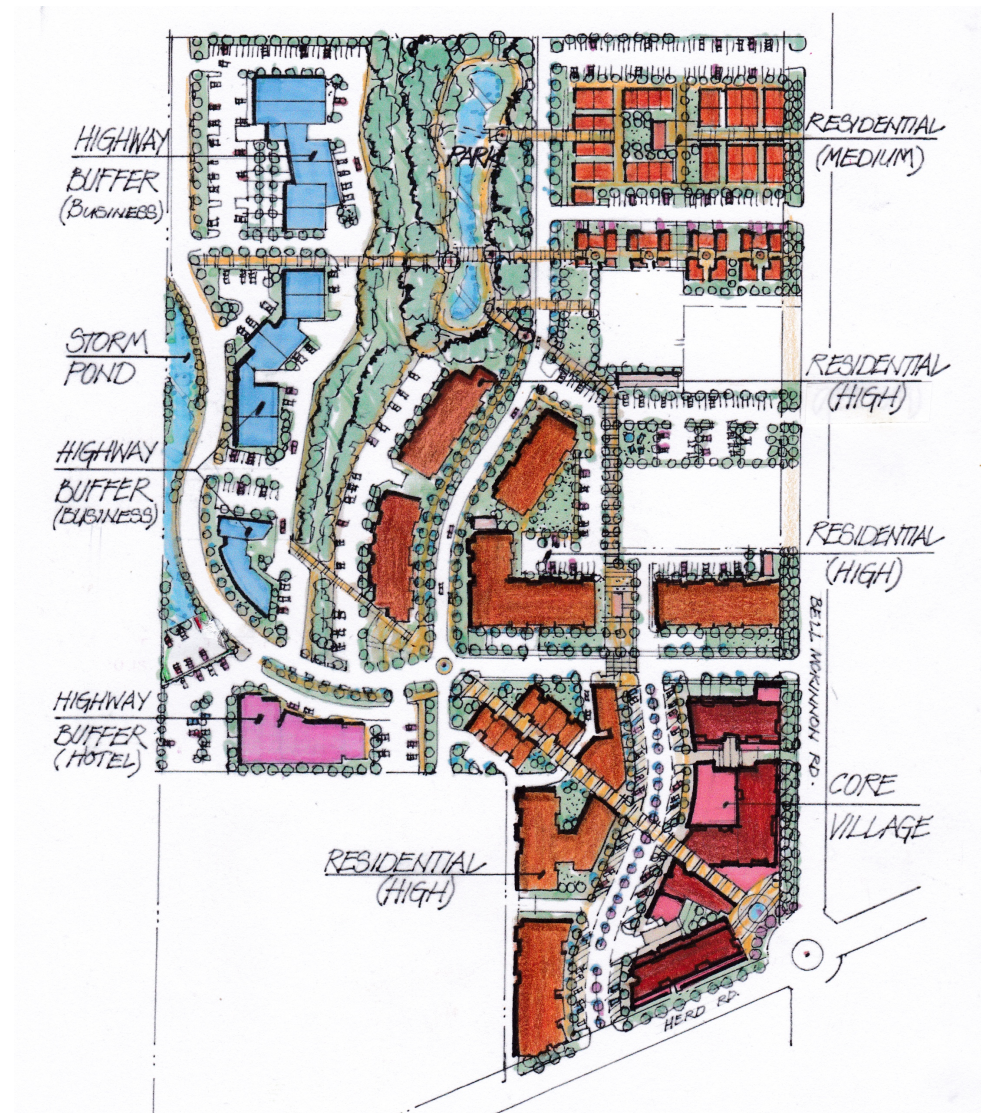 HIGHWAY
BUFFER
(BUSINESS)
PARK
RESIDENTIAL
(MEDIUM)
STORM
POND
RESIDENTIAL
(HIGH)
HIGHWAY
BUFFER
(BUSINESS)
RESIDENTIAL
(HIGH)
BELL MCKINNON RD.
HIGHWAY
BUFFER
(HOTEL)
CORE
VILLAGE
RESIDENTIAL
(HIGH)
HERD RD.